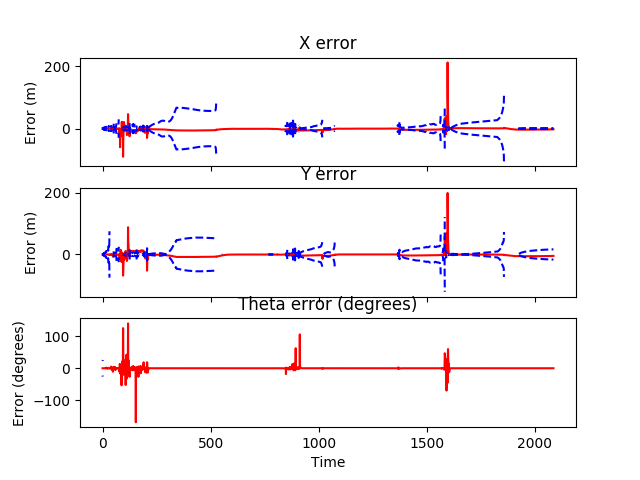 X error
200
0
Error (m)
Y error
200
0
Error (m)
Theta error (degrees)
100
0
−100
Error (degrees)
0 500 1000 1500 2000
Time